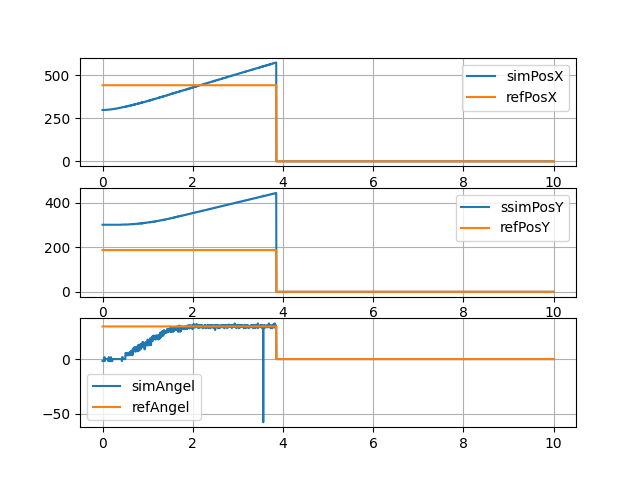 500
250
0
simPosX
refPosX
0 2 4 6 8 10
400
200
0
ssimPosY
refPosY
0 2 4 6 8 10
0
−50
simAngel
refAngel
0 2 4 6 8 10